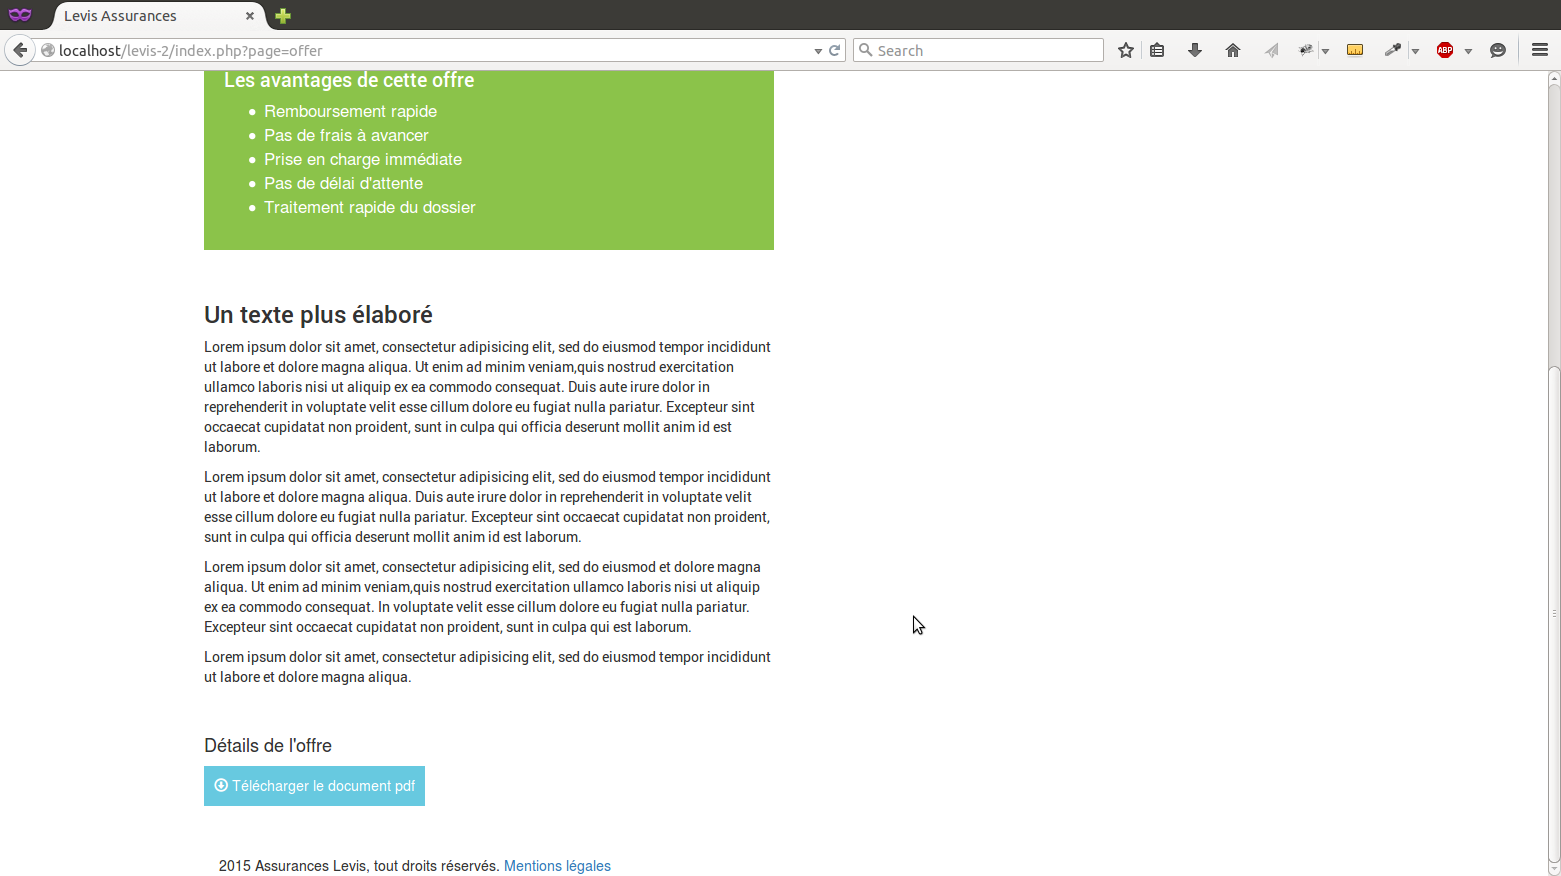 Levis Assurances
localhost/levis-2/index.php?page=offer
Search
ABP
Les avantages de cette offre
• Remboursement rapide
• Pas de frais à avancer
• Prise en charge immédiate
• Pas de délai d'attente
• Traitement rapide du dossier
Un texte plus élaboré
Lorem ipsum dolor sit amet, consectetur adipisicing elit, sed do eiusmod tempor incididunt
ut labore et dolore magna aliqua. Ut enim ad minim veniam,quis nostrud exercitation
ullamco laboris nisi ut aliquip ex ea commodo consequat. Duis aute irure dolor in
reprehenderit in voluptate velit esse cillum dolore eu fugiat nulla pariatur. Excepteur sint
occaecat cupidatat non proident, sunt in culpa qui officia deserunt mollit anim id est
laborum.
Lorem ipsum dolor sit amet, consectetur adipisicing elit, sed do eiusmod tempor incididunt
ut labore et dolore magna aliqua. Duis aute irure dolor in reprehenderit in voluptate velit
esse cillum dolore eu fugiat nulla pariatur. Excepteur sint occaecat cupidatat non proident,
sunt in culpa qui officia deserunt mollit anim id est laborum.
Lorem ipsum dolor sit amet, consectetur adipisicing elit, sed do eiusmod et dolore magna
aliqua. Ut enim ad minim veniam,quis nostrud exercitation ullamco laboris nisi ut aliquip
ex ea commodo consequat. In voluptate velit esse cillum dolore eu fugiat nulla pariatur.
Excepteur sint occaecat cupidatat non proident, sunt in culpa qui est laborum.
Lorem ipsum dolor sit amet, consectetur adipisicing elit, sed do eiusmod tempor incididunt
ut labore et dolore magna aliqua.
Détails de l'offre
Télécharger le document pdf
2015 Assurances Levis, tout droits réservés. Mentions légales